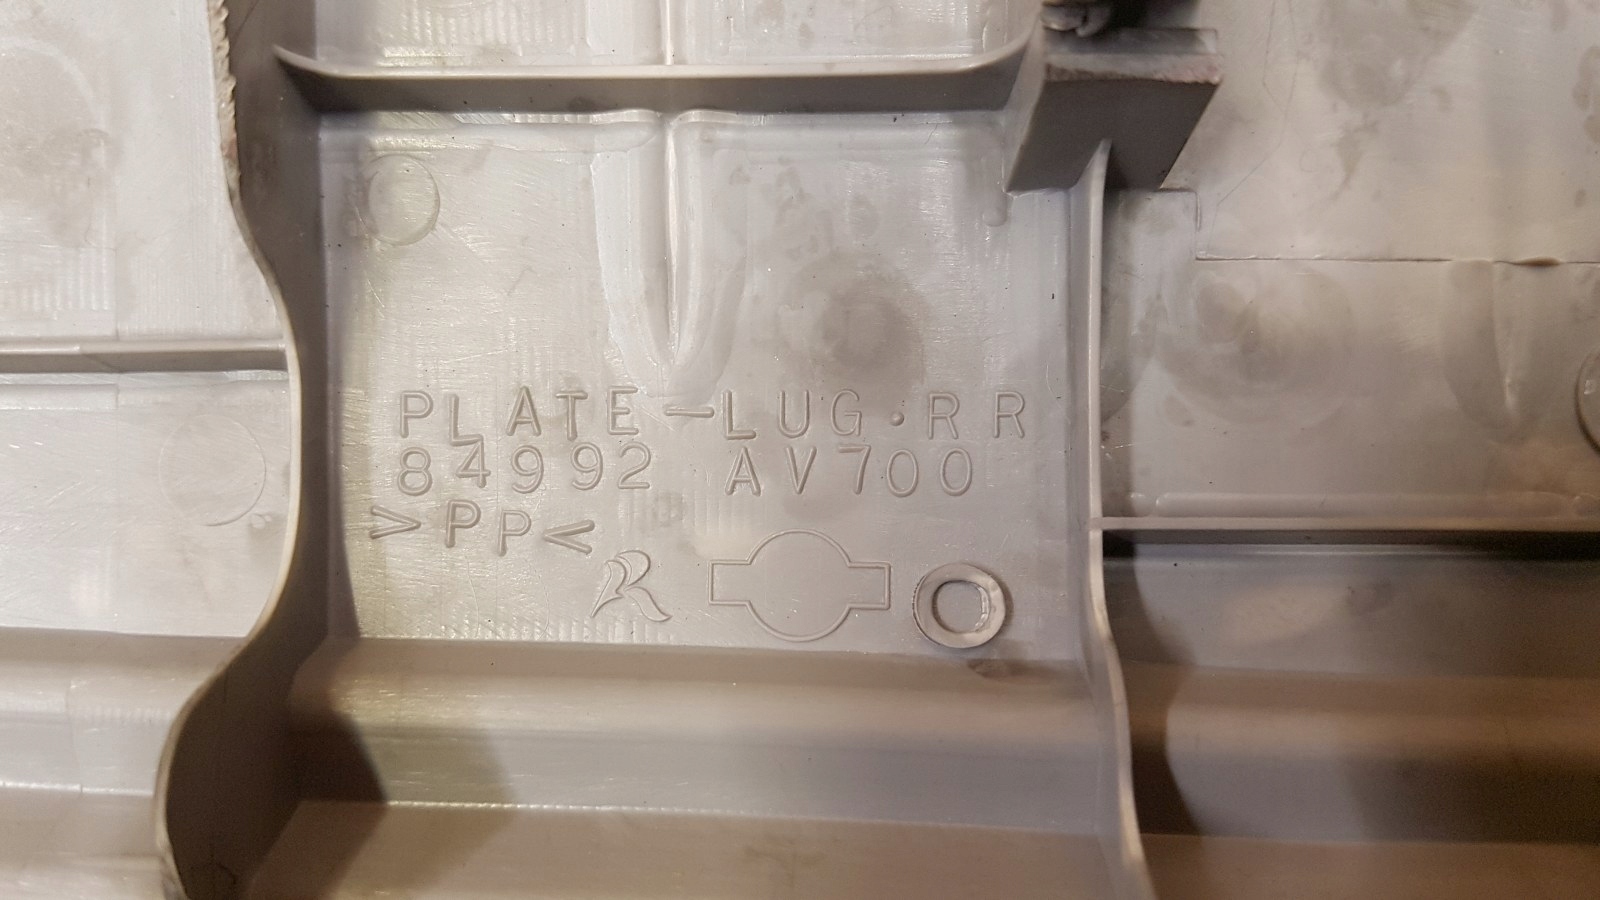 PLATE-LUG·RR
84992 AV700
>PP<
R